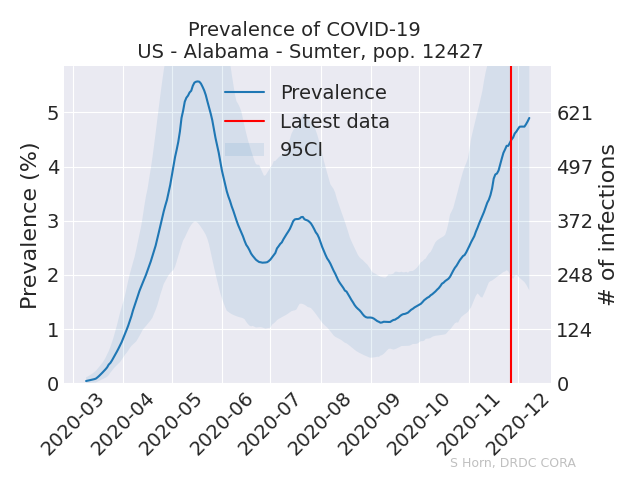 Prevalence of COVID-19
US - Alabama - Sumter, pop. 12427
Prevalence
Latest data
95CI
Prevalence (%)
5
4
3
2
1
0
621
497
372
248
124
0
# of infections
2020-03
2020-04
2020-05
2020-06
2020-07
2020-08
2020-09
2020-10
2020-11
2020-12
S Horn, DRDC CORA